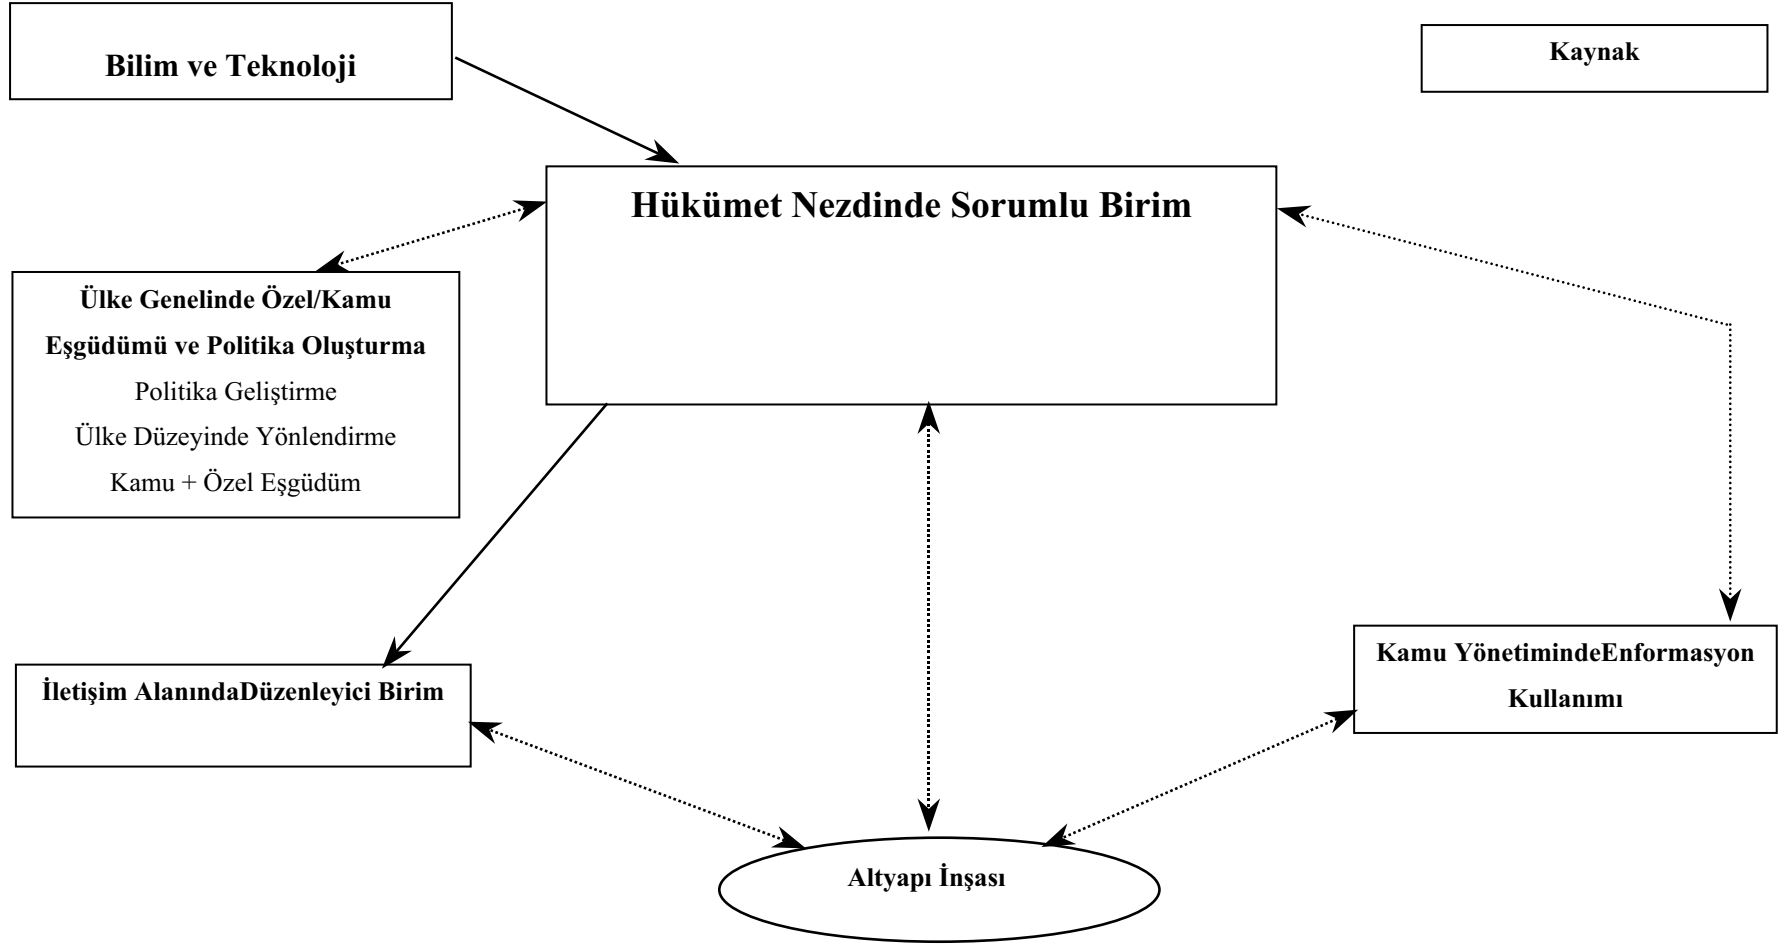 Bilim ve Teknoloji
Kaynak
Hükümet Nezdinde Sorumlu Birim
Ülke Genelinde Özel/Kamu
Eşgüdümü ve Politika Oluşturma
Politika Geliştirme
Ülke Düzeyinde Yönlendirme
Kamu + Özel Eşgüdüm
İletişim AlanındaDüzenleyici Birim
Kamu YönetimindeEnformasyon
Kullanımı
Altyapı İnşası